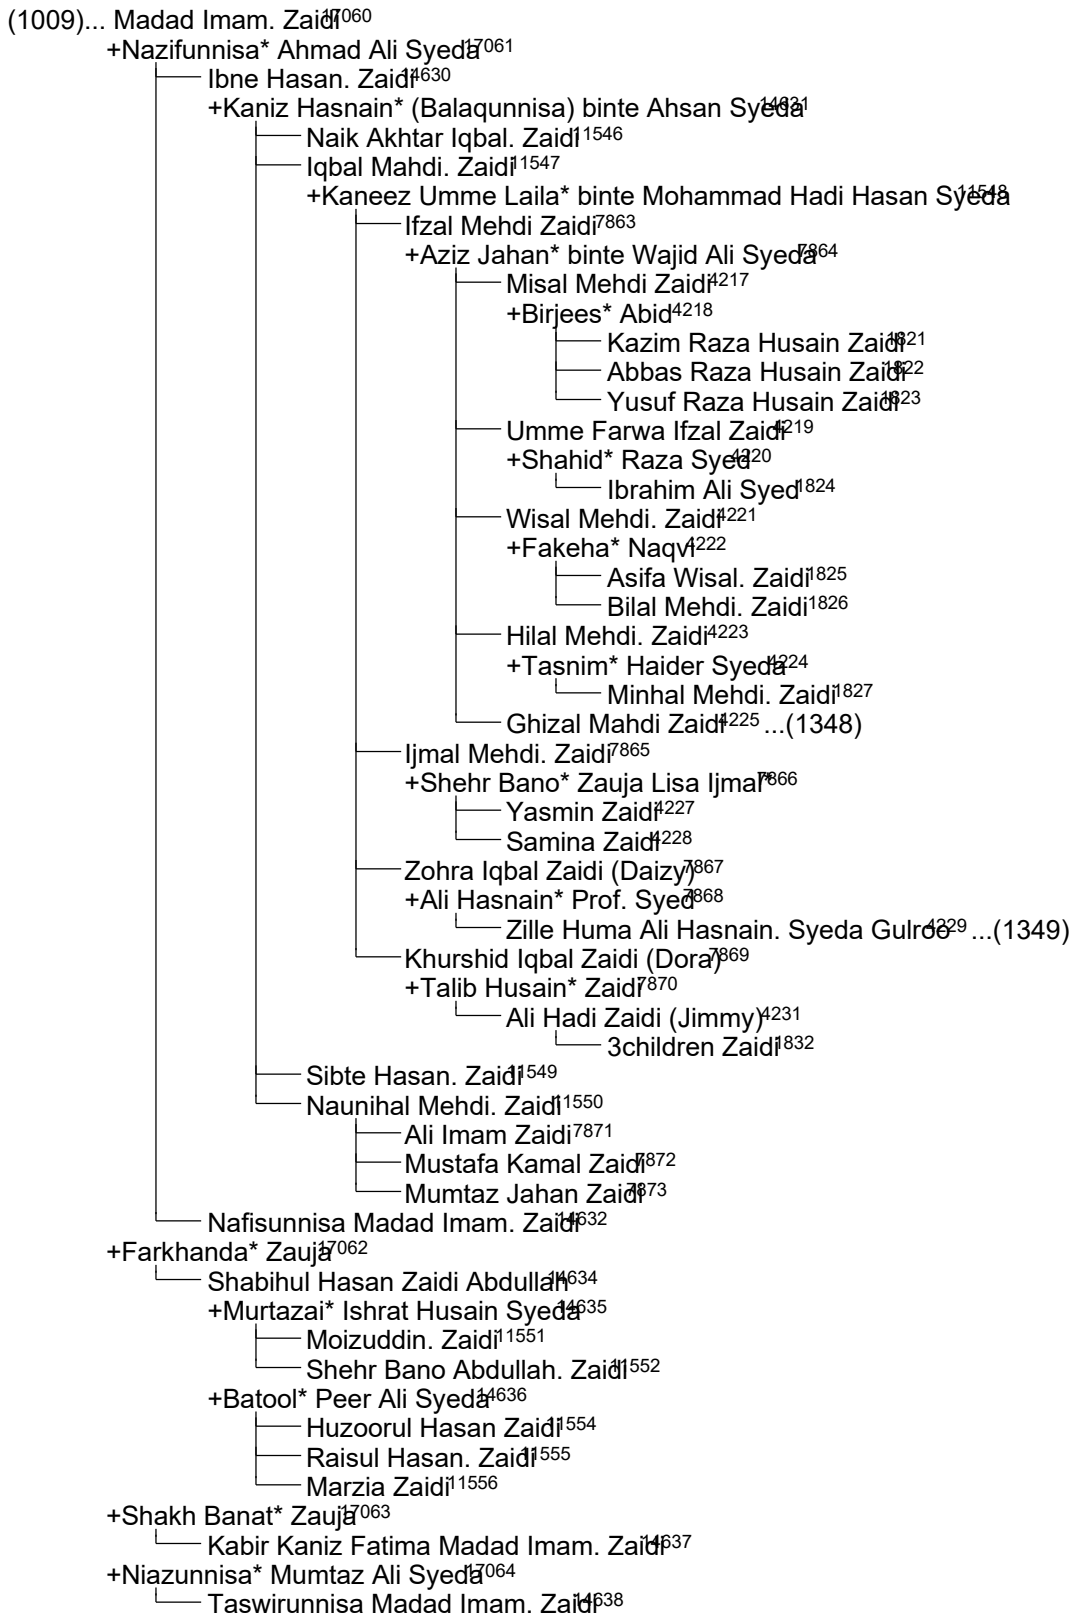 (1009)... Madad Imam. Zaidi17060
+Nazifunnisa* Ahmad Ali Syeda17061
Ibne Hasan. Zaidi14630
+Kaniz Hasnain* (Balaqunnisa) binte Ahsan Syeda14631
Naik Akhtar Iqbal. Zaidi11546
Iqbal Mahdi. Zaidi11547
+Kaneez Umme Laila* binte Mohammad Hadi Hasan Syeda11548
Ifzal Mehdi Zaidi7863
+Aziz Jahan* binte Wajid Ali Syeda7864
Misal Mehdi Zaidi4217
+Birjees* Abid4218
Kazim Raza Husain Zaidi1821
Abbas Raza Husain Zaidi1822
Yusuf Raza Husain Zaidi1823
Umme Farwa Ifzal Zaidi4219
+Shahid* Raza Syed4220
Ibrahim Ali Syed1824
Wisal Mehdi. Zaidi4221
+Fakeha* Naqvi4222
Asifa Wisal. Zaidi1825
Bilal Mehdi. Zaidi1826
Hilal Mehdi. Zaidi4223
+Tasnim* Haider Syeda4224
Minhal Mehdi. Zaidi1827
Ghizal Mahdi Zaidi4225 ...(1348)
Ijmal Mehdi. Zaidi7865
+Shehr Bano* Zauja Lisa Ijmal*7866
Yasmin Zaidi4227
Samina Zaidi4228
Zohra Iqbal Zaidi (Daizy)7867
+Ali Hasnain* Prof. Syed7868
Zille Huma Ali Hasnain. Syeda Gulroo4229 ...(1349)
Khurshid Iqbal Zaidi (Dora)7869
+Talib Husain* Zaidi7870
Ali Hadi Zaidi (Jimmy)4231
3children Zaidi1832
Sibte Hasan. Zaidi11549
Naunihal Mehdi. Zaidi11550
Ali Imam Zaidi7871
Mustafa Kamal Zaidi7872
Mumtaz Jahan Zaidi7873
Nafisunnisa Madad Imam. Zaidi14632
+Farkhanda* Zauja17062
Shabihul Hasan Zaidi Abdullah14634
+Murtazai* Ishrat Husain Syeda14635
Moizuddin. Zaidi11551
Shehr Bano Abdullah. Zaidi11552
+Batool* Peer Ali Syeda14636
Huzoorul Hasan Zaidi11554
Raisul Hasan. Zaidi11555
Marzia Zaidi11556
+Shakh Banat* Zauja17063
Kabir Kaniz Fatima Madad Imam. Zaidi14637
+Niazunnisa* Mumtaz Ali Syeda17064
Taswirunnisa Madad Imam. Zaidi14638